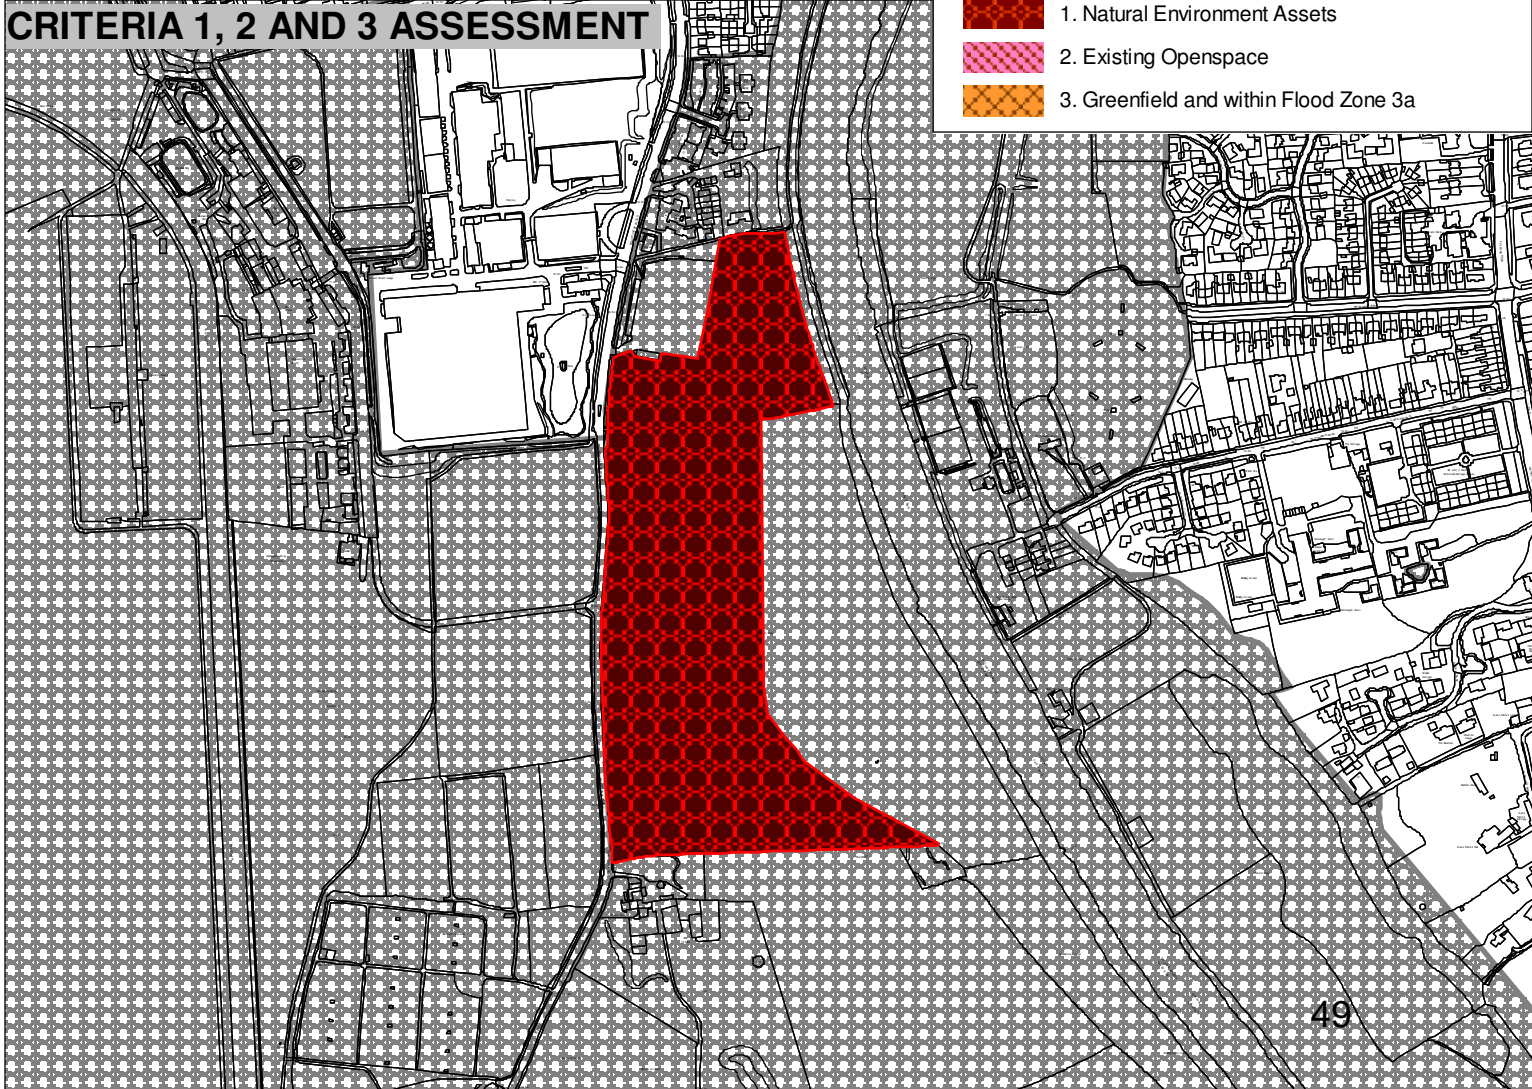 CRITERIA 1, 2 AND 3 ASSESSMENT
1. Natural Environment Assets
2. Existing Openspace
3. Greenfield and within Flood Zone 3a
49